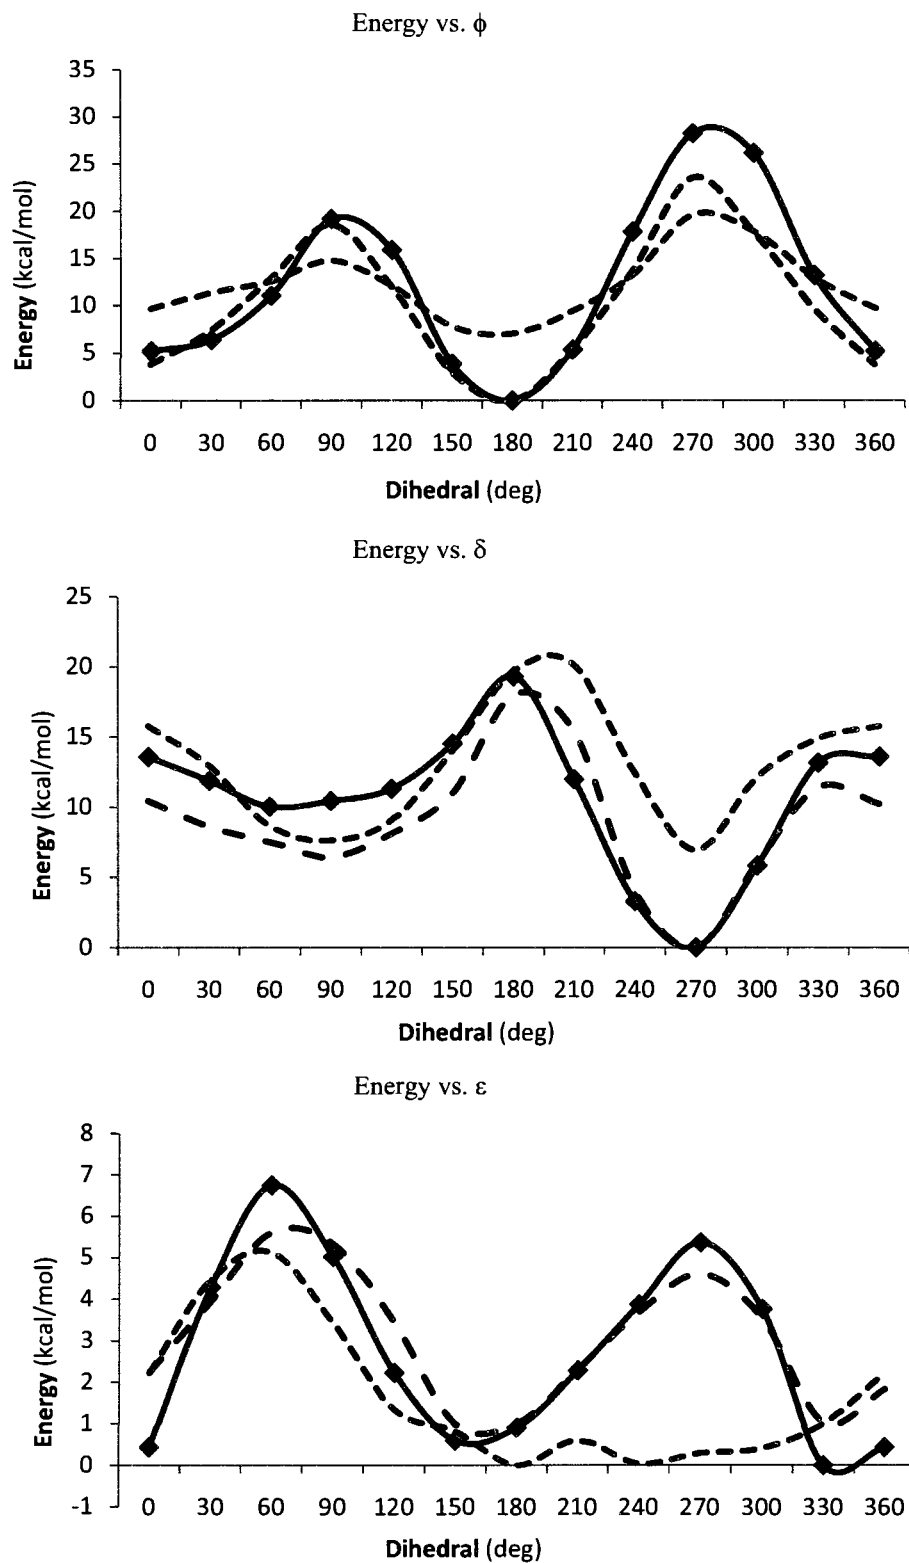 Energy vs. ϕ
35
30
25
20
15
10
5
0
Energy (kcal/mol)
0 30 60 90 120 150 180 210 240 270 300 330 360
Dihedral (deg)
Energy vs. δ
25
20
15
10
5
0
Energy (kcal/mol)
0 30 60 90 120 150 180 210 240 270 300 330 360
Dihedral (deg)
Energy vs. ε
8
7
6
5
4
3
2
1
0
-1
Energy (kcal/mol)
0 30 60 90 120 150 180 210 240 270 300 330 360
Dihedral (deg)